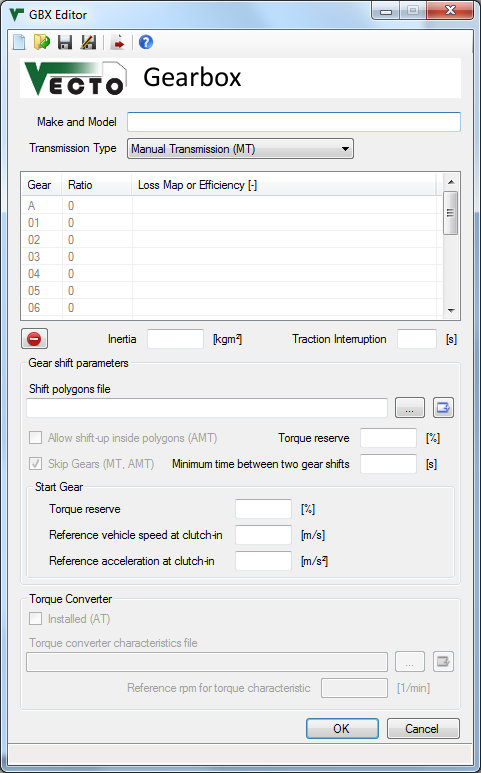 GBX Editor
VECTO Gearbox
Make and Model
Transmission Type Manual Transmission (MT)
Gear Ratio Loss Map or Efficiency [-]
A 0
01 0
02 0
03 0
04 0
05 0
06 0
Inertia [kgm²] Traction Interruption [s]
Gear shift parameters
Shift polygons file
...
Allow shift-up inside polygons (AMT) Torque reserve [%]
Skip Gears (MT, AMT) Minimum time between two gear shifts [s]
Start Gear
Torque reserve [%]
Reference vehicle speed at clutch-in [m/s]
Reference acceleration at clutch-in [m/s²]
Torque Converter
Installed (AT)
Torque converter characteristics file
...
Reference rpm for torque characteristic [1/min]
OK Cancel